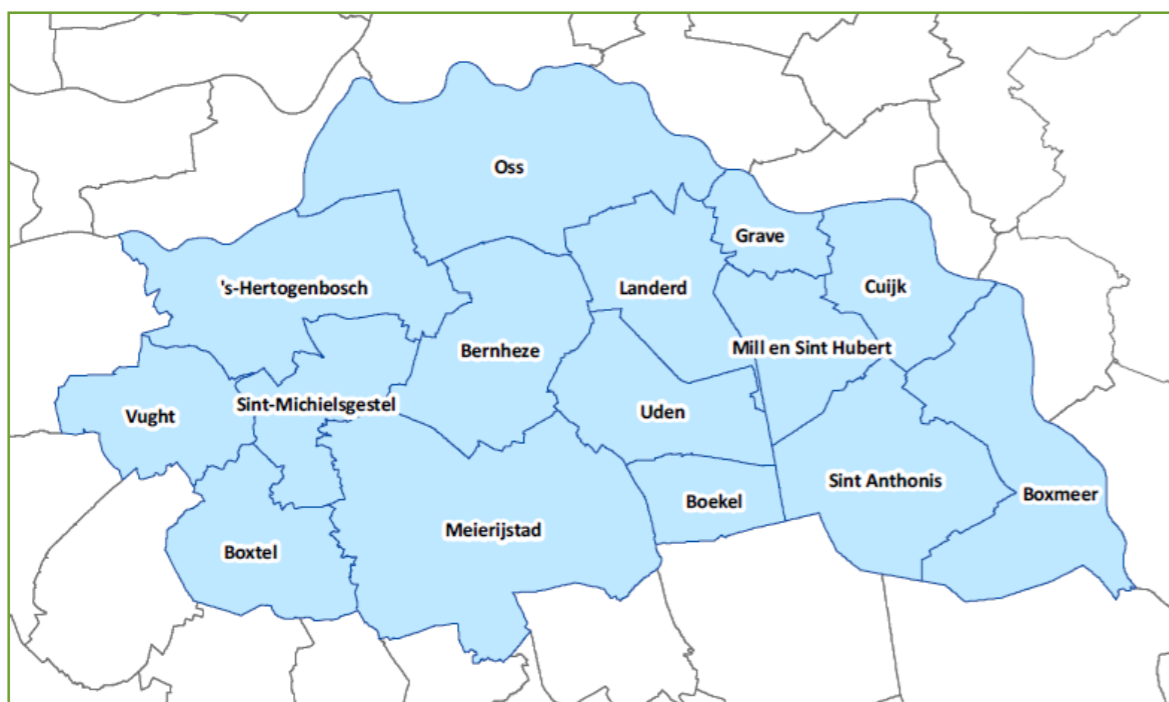 Oss
Grave
's-Hertogenbosch
Landerd
Cuijk
Bernheze
Mill en Sint Hubert
Vught
Sint-Michielsgestel
Uden
Sint Anthonis
Boekel
Boxmeer
Meierijstad
Boxtel